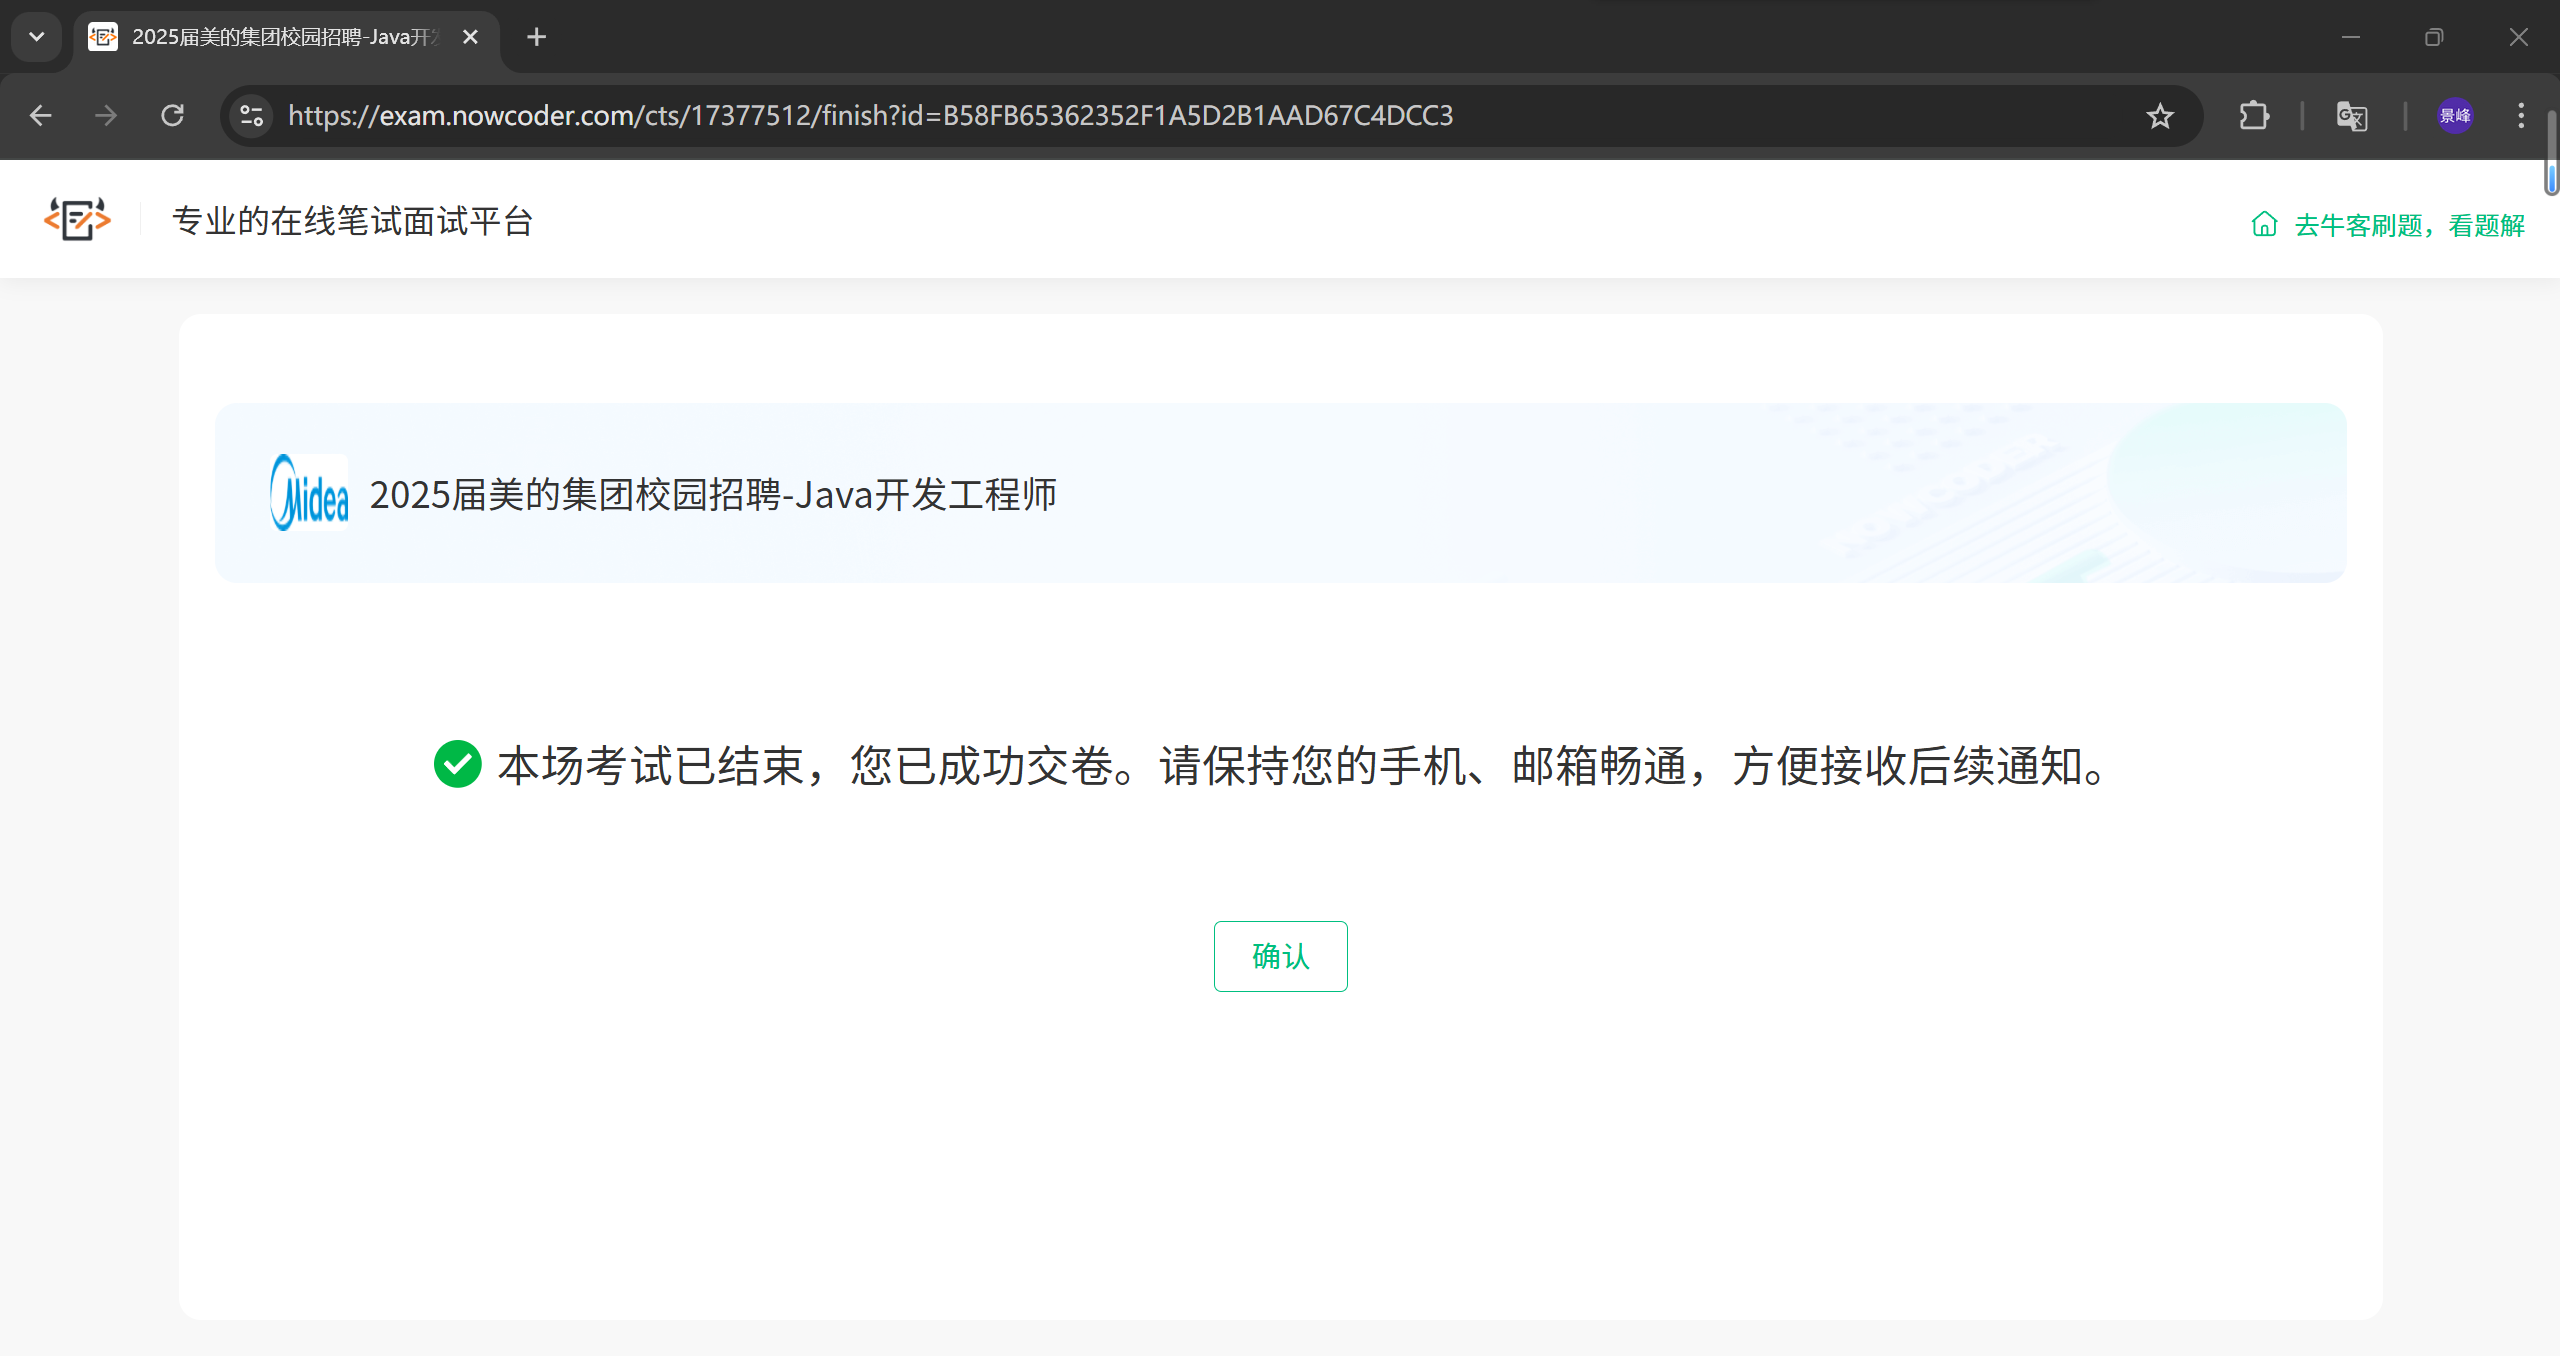 2025届美的集团校园招聘-Java开
https://exam.nowcoder.com/cts/17377512/finish?id=B58FB65362352F1A5D2B1AAD67C4DCC3
景峰
专业的在线笔试面试平台
去牛客刷题，看题解
Midea
2025届美的集团校园招聘-Java开发工程师
NOWCODER
本场考试已结束，您已成功交卷。请保持您的手机、邮箱畅通，方便接收后续通知。
确认